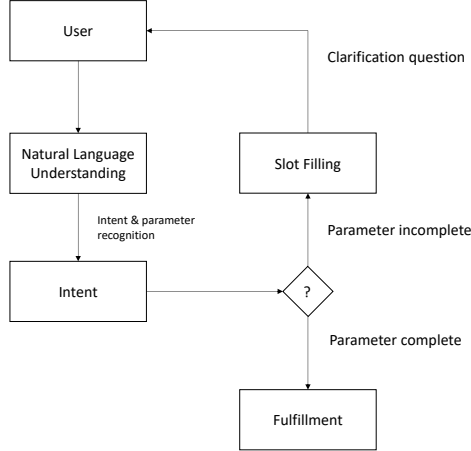 User
Clarification question
Natural Language
Understanding
Slot Filling
Intent & parameter
recognition
Parameter incomplete
Intent
?
Parameter complete
Fulfillment